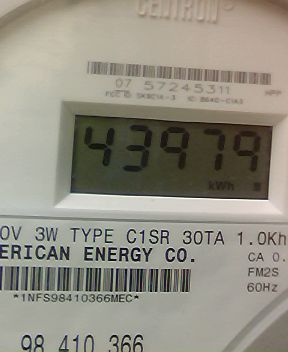 CENTRON
07 57245311
43979
kWh
0V 3W TYPE C1SR 30TA 1.0Kh
ERICAN ENERGY CO.
CA 0.
FM2S
60Hz
*1NFS98410366MEC*
98 410 366